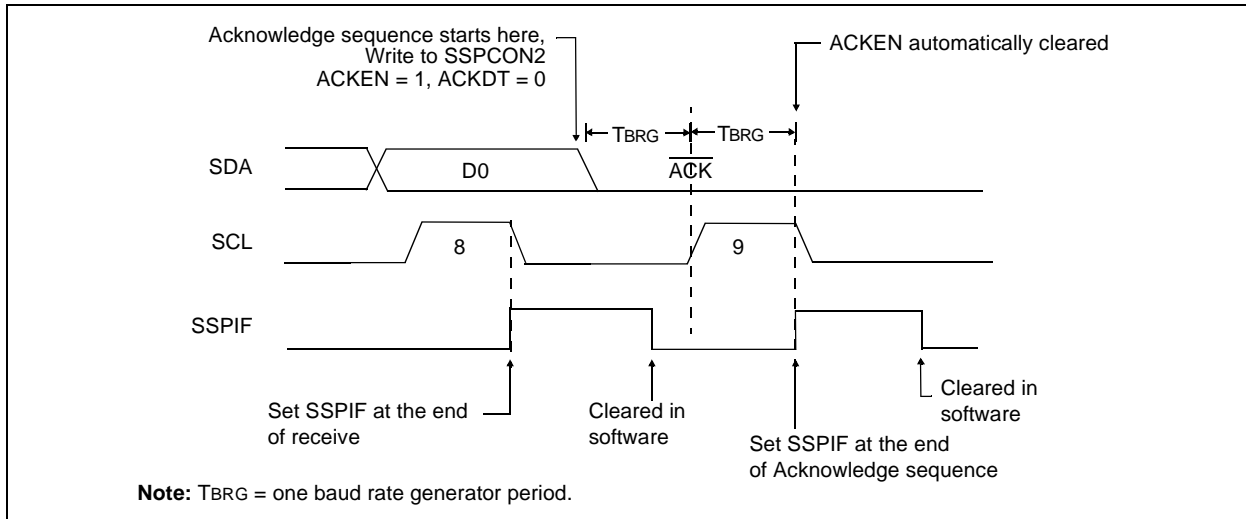 Acknowledge sequence starts here,
Write to SSPCON2
ACKEN = 1, ACKDT = 0
ACKEN automatically cleared
TBRG
TBRG
SDA
D0
ACK
SCL
8
9
SSPIF
Set SSPIF at the end
of receive
Cleared in
software
Set SSPIF at the end
of Acknowledge sequence
Cleared in
software
Note: TBRG = one baud rate generator period.